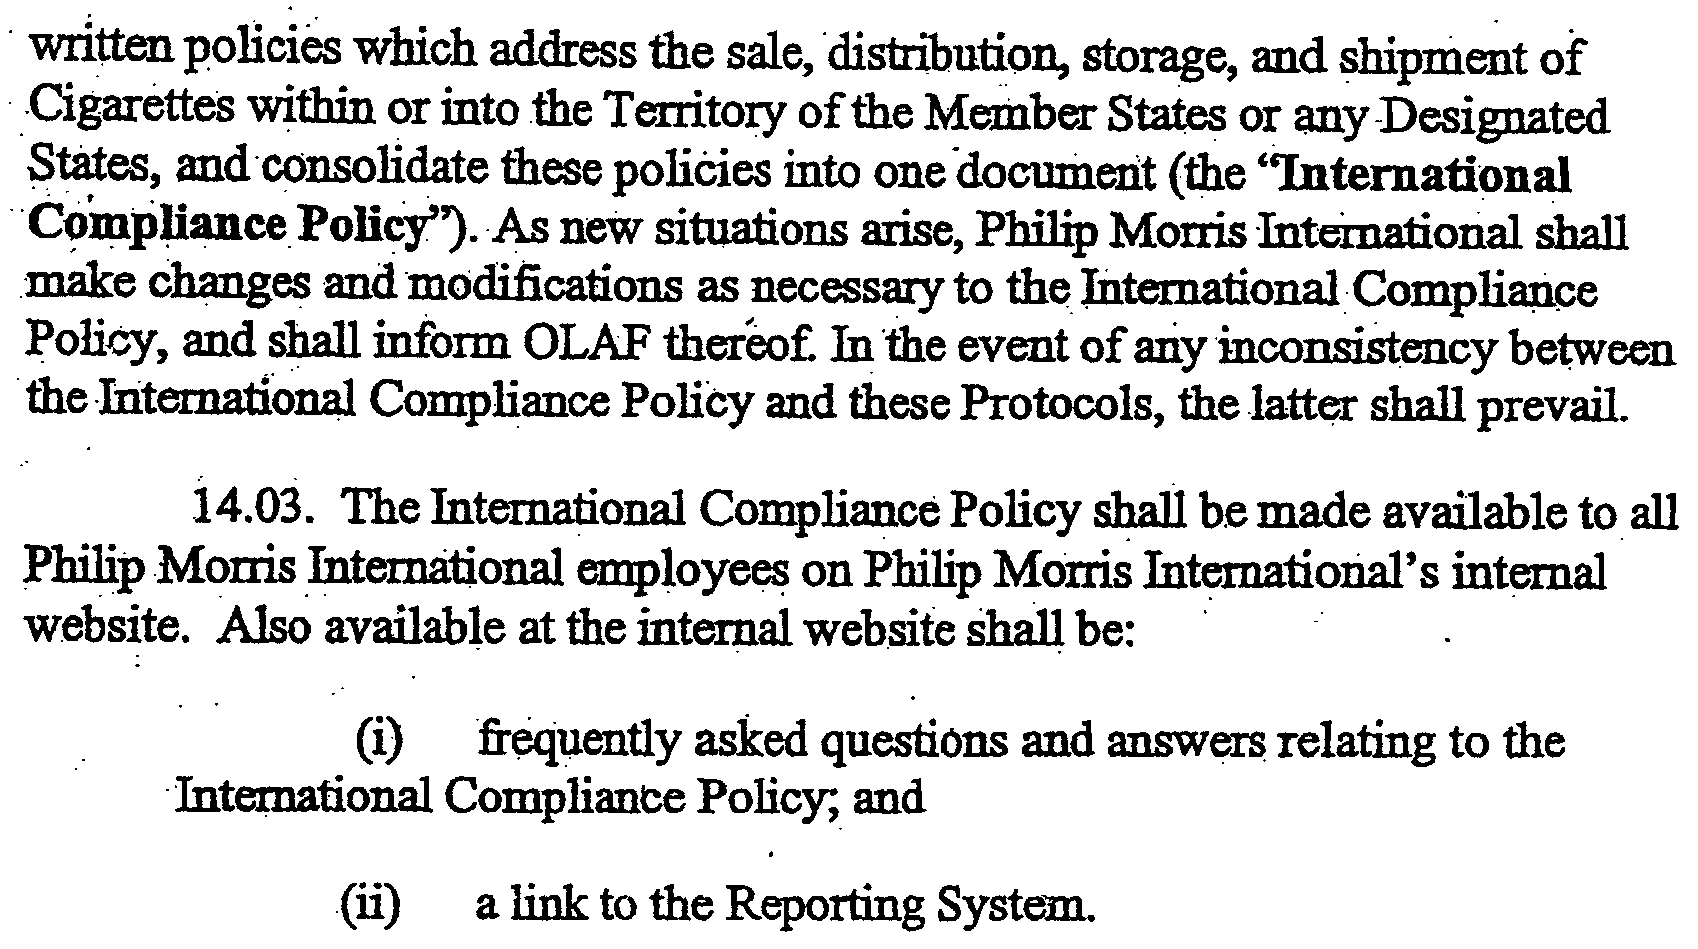 written policies which address the sale, distribution, storage, and shipment of
Cigarettes within or into the Territory of the Member States or any Designated
States, and consolidate these policies into one document (the “International
Compliance Policy”). As new situations arise, Philip Morris International shall
make changes and modifications as necessary to the International Compliance
Policy, and shall inform OLAF thereof. In the event of any inconsistency between
the International Compliance Policy and these Protocols, the latter shall prevail.
14.03. The International Compliance Policy shall be made available to all
Philip Morris International employees on Philip Morris International’s internal
website. Also available at the internal website shall be:
(i) frequently asked questions and answers relating to the
International Compliance Policy; and
(ii) a link to the Reporting System.